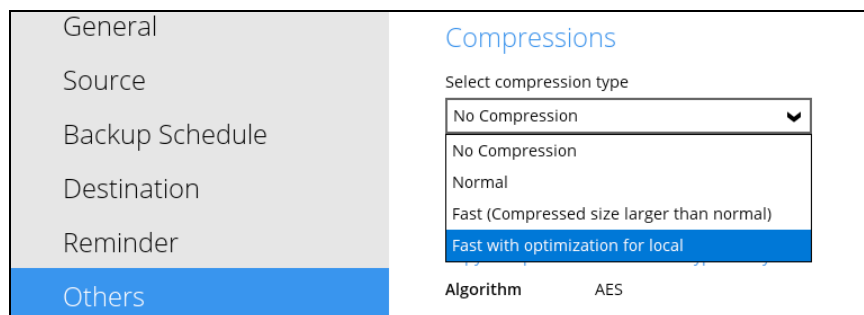 General
Source
Backup Schedule
Destination
Reminder
Others
Compressions
Select compression type
No Compression
No Compression
Normal
Fast (Compressed size larger than normal)
Fast with optimization for local
Algorithm AES